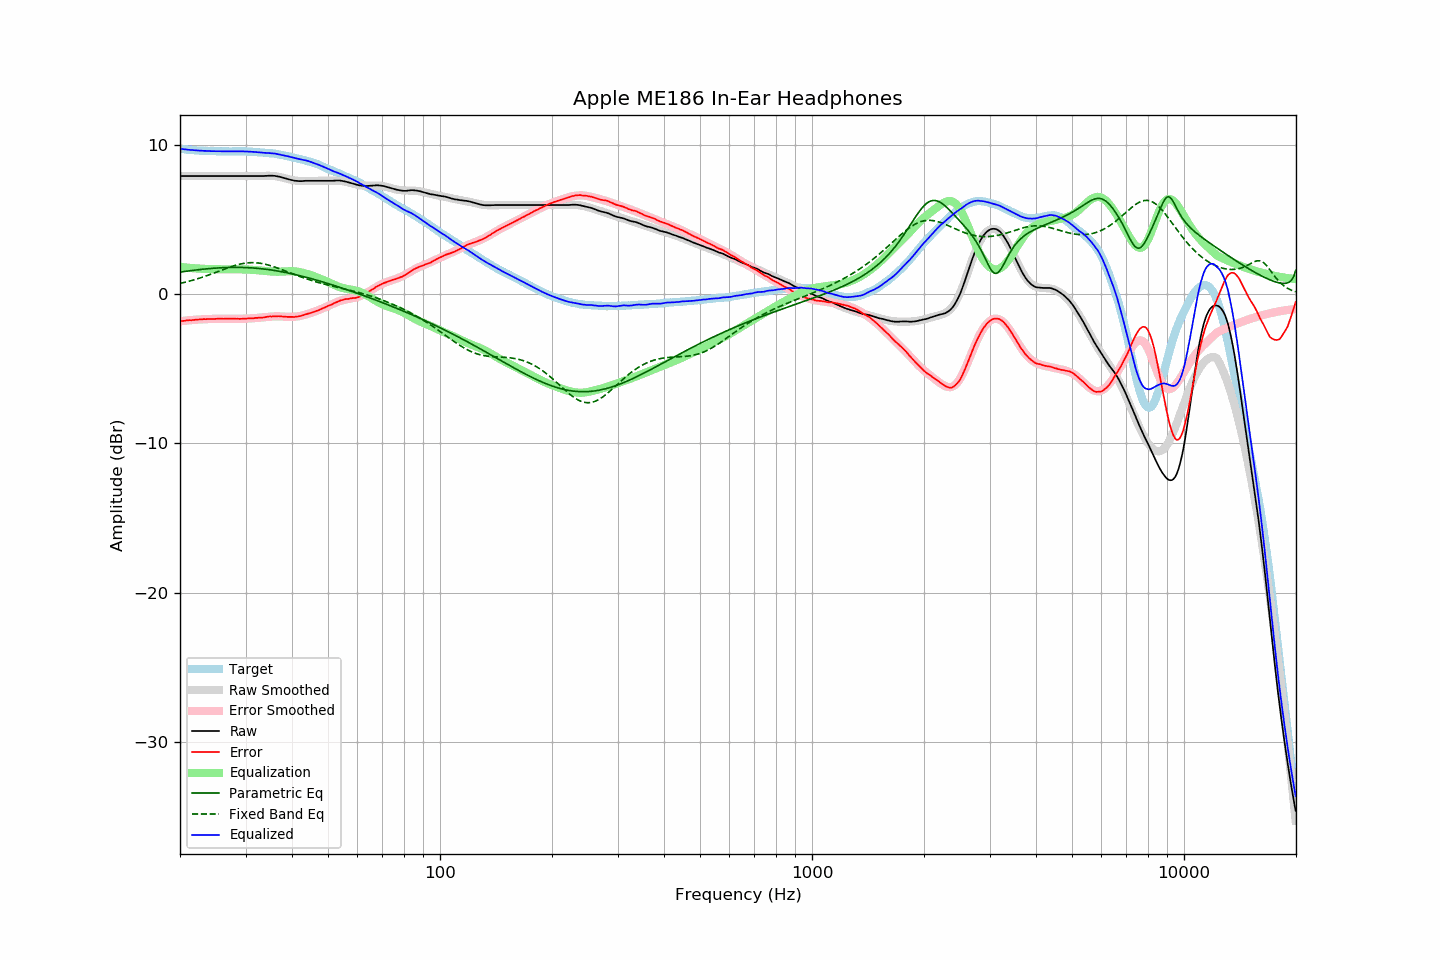 Apple ME186 In-Ear Headphones
10
0
−10
−20
−30
Amplitude (dBr)
Target
Raw Smoothed
Error Smoothed
Raw
Error
Equalization
Parametric Eq
Fixed Band Eq
Equalized
100
1000
10000
Frequency (Hz)